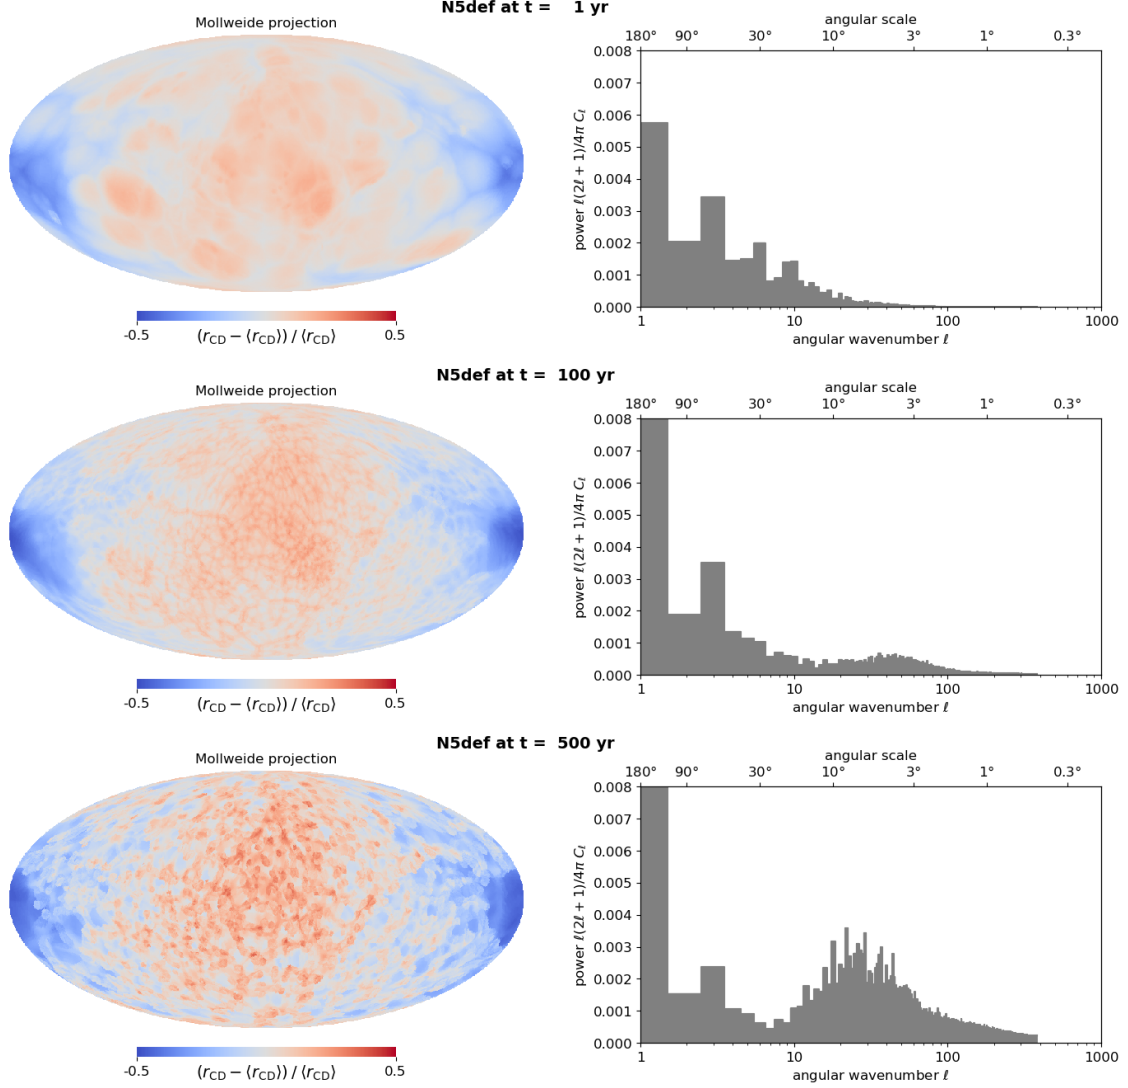 N5def at t = 1 yr
Mollweide projection
-0.5 0.5
(r_CD − ⟨r_CD⟩) / ⟨r_CD⟩
angular scale
180° 90° 30° 10° 3° 1° 0.3°
0.008
0.007
0.006
0.005
0.004
0.003
0.002
0.001
0.000
power ℓ(2ℓ + 1)/4π C_ℓ
1 10 100 1000
angular wavenumber ℓ
N5def at t = 100 yr
Mollweide projection
-0.5 0.5
(r_CD − ⟨r_CD⟩) / ⟨r_CD⟩
angular scale
180° 90° 30° 10° 3° 1° 0.3°
0.008
0.007
0.006
0.005
0.004
0.003
0.002
0.001
0.000
power ℓ(2ℓ + 1)/4π C_ℓ
1 10 100 1000
angular wavenumber ℓ
N5def at t = 500 yr
Mollweide projection
-0.5 0.5
(r_CD − ⟨r_CD⟩) / ⟨r_CD⟩
angular scale
180° 90° 30° 10° 3° 1° 0.3°
0.008
0.007
0.006
0.005
0.004
0.003
0.002
0.001
0.000
power ℓ(2ℓ + 1)/4π C_ℓ
1 10 100 1000
angular wavenumber ℓ